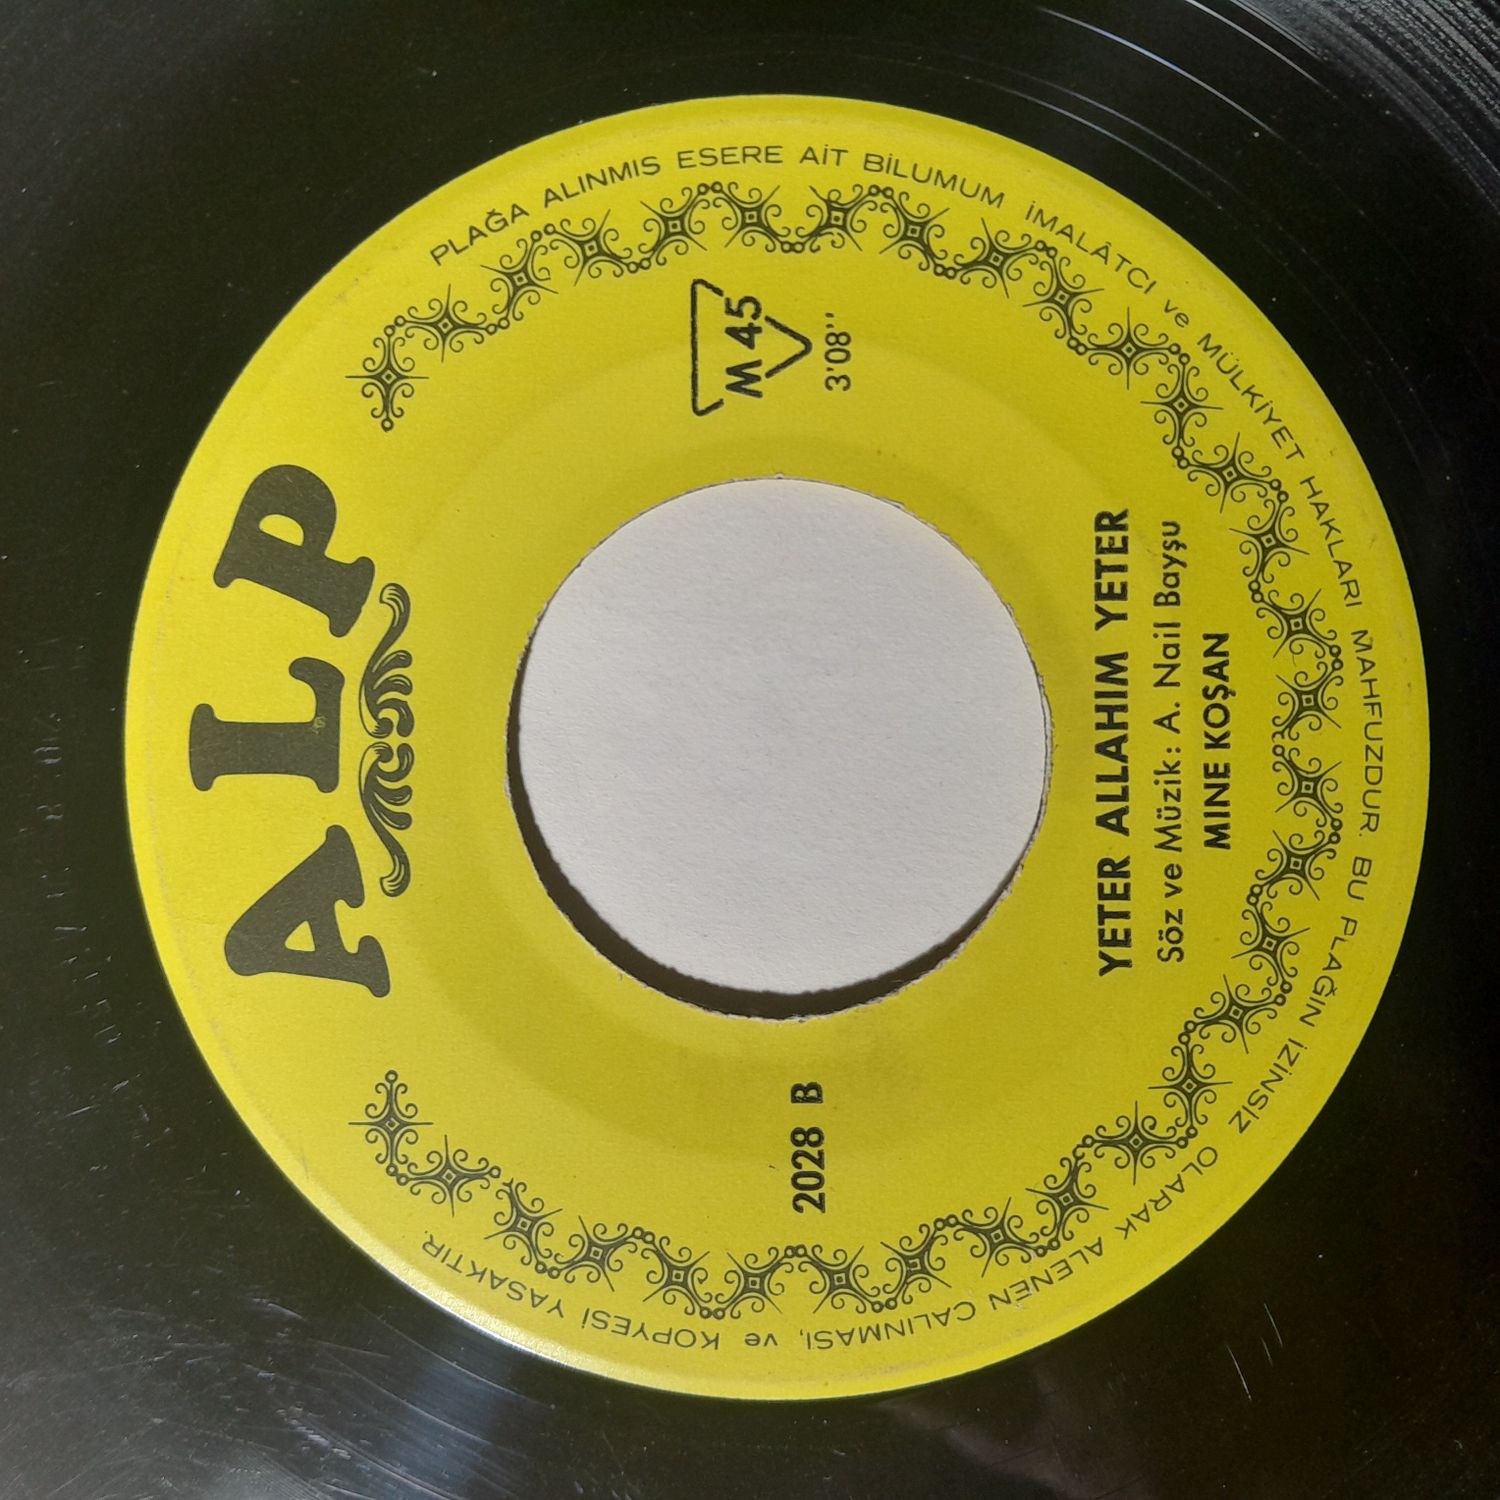 ALP
PLAĞA ALINMIS ESERE AİT BİLUMUM İMALÂTCI ve MÜLKİYET HAKLARI MAHFUZDUR. BU PLAĞIN İZİNSİZ OLARAK ALENEN CALINMASI, ve KOPYESİ YASAKTIR
2028 B
M 45
3'08''
YETER ALLAHIM YETER
Söz ve Müzik: A. Nail Bayşu
MINE KOŞAN